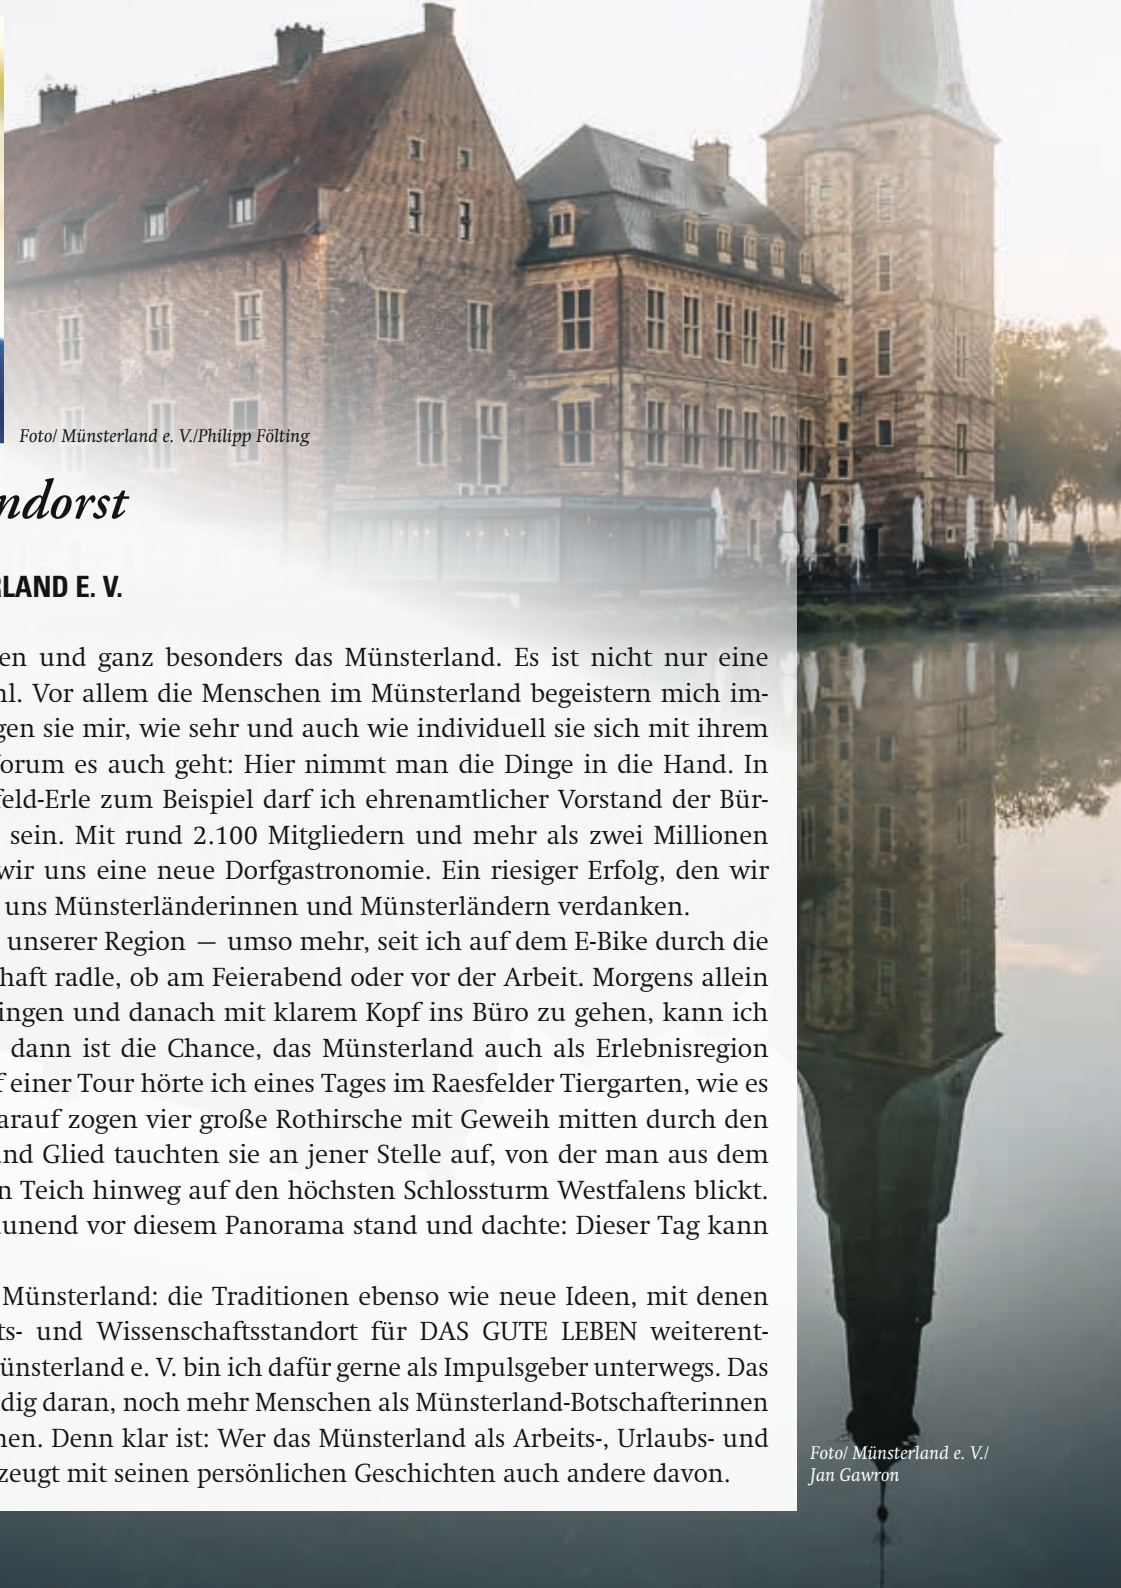 Foto/ Münsterland e. V./Philipp Fölting
ndorst
RLAND E. V.
en und ganz besonders das Münsterland. Es ist nicht nur eine
hl. Vor allem die Menschen im Münsterland begeistern mich im-
gen sie mir, wie sehr und auch wie individuell sie sich mit ihrem
orum es auch geht: Hier nimmt man die Dinge in die Hand. In
feld-Erle zum Beispiel darf ich ehrenamtlicher Vorstand der Bür-
sein. Mit rund 2.100 Mitgliedern und mehr als zwei Millionen
wir uns eine neue Dorfgastronomie. Ein riesiger Erfolg, den wir
uns Münsterländerinnen und Münsterländern verdanken.
unserer Region — umso mehr, seit ich auf dem E-Bike durch die
haft radle, ob am Feierabend oder vor der Arbeit. Morgens allein
ingen und danach mit klarem Kopf ins Büro zu gehen, kann ich
dann ist die Chance, das Münsterland auch als Erlebnisregion
f einer Tour hörte ich eines Tages im Raesfelder Tiergarten, wie es
arauf zogen vier große Rothirsche mit Geweih mitten durch den
und Glied tauchten sie an jener Stelle auf, von der man aus dem
n Teich hinweg auf den höchsten Schlossturm Westfalens blickt.
unend vor diesem Panorama stand und dachte: Dieser Tag kann
Münsterland: die Traditionen ebenso wie neue Ideen, mit denen
ts- und Wissenschaftsstandort für DAS GUTE LEBEN weiterent-
ünsterland e. V. bin ich dafür gerne als Impulsgeber unterwegs. Das
dig daran, noch mehr Menschen als Münsterland-Botschafterinnen
nen. Denn klar ist: Wer das Münsterland als Arbeits-, Urlaubs- und
zeugt mit seinen persönlichen Geschichten auch andere davon.
Foto/ Münsterland e. V./
Jan Gawron